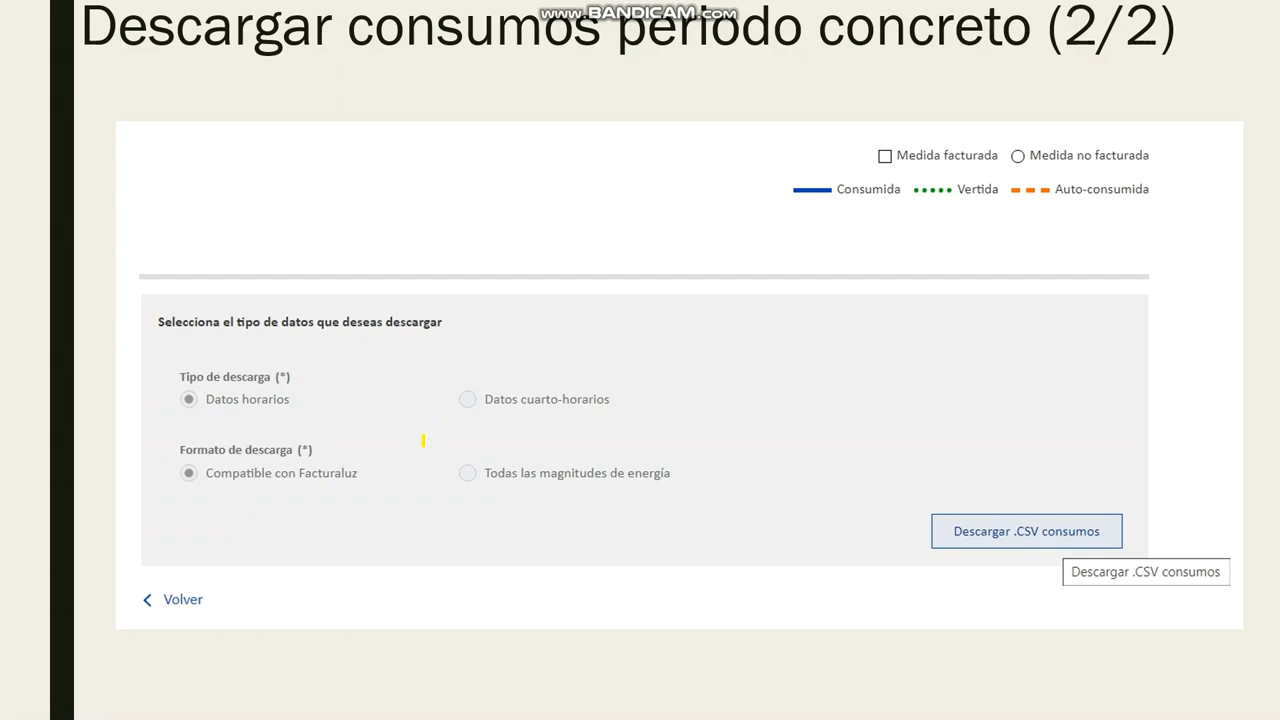 www.BANDICAM.com
Descargar consumos periodo concreto (2/2)
Medida facturada Medida no facturada
Consumida Vertida Auto-consumida
Selecciona el tipo de datos que deseas descargar
Tipo de descarga (*)
Datos horarios Datos cuarto-horarios
Formato de descarga (*)
Compatible con Facturaluz Todas las magnitudes de energía
Descargar .CSV consumos
Descargar .CSV consumos
Volver